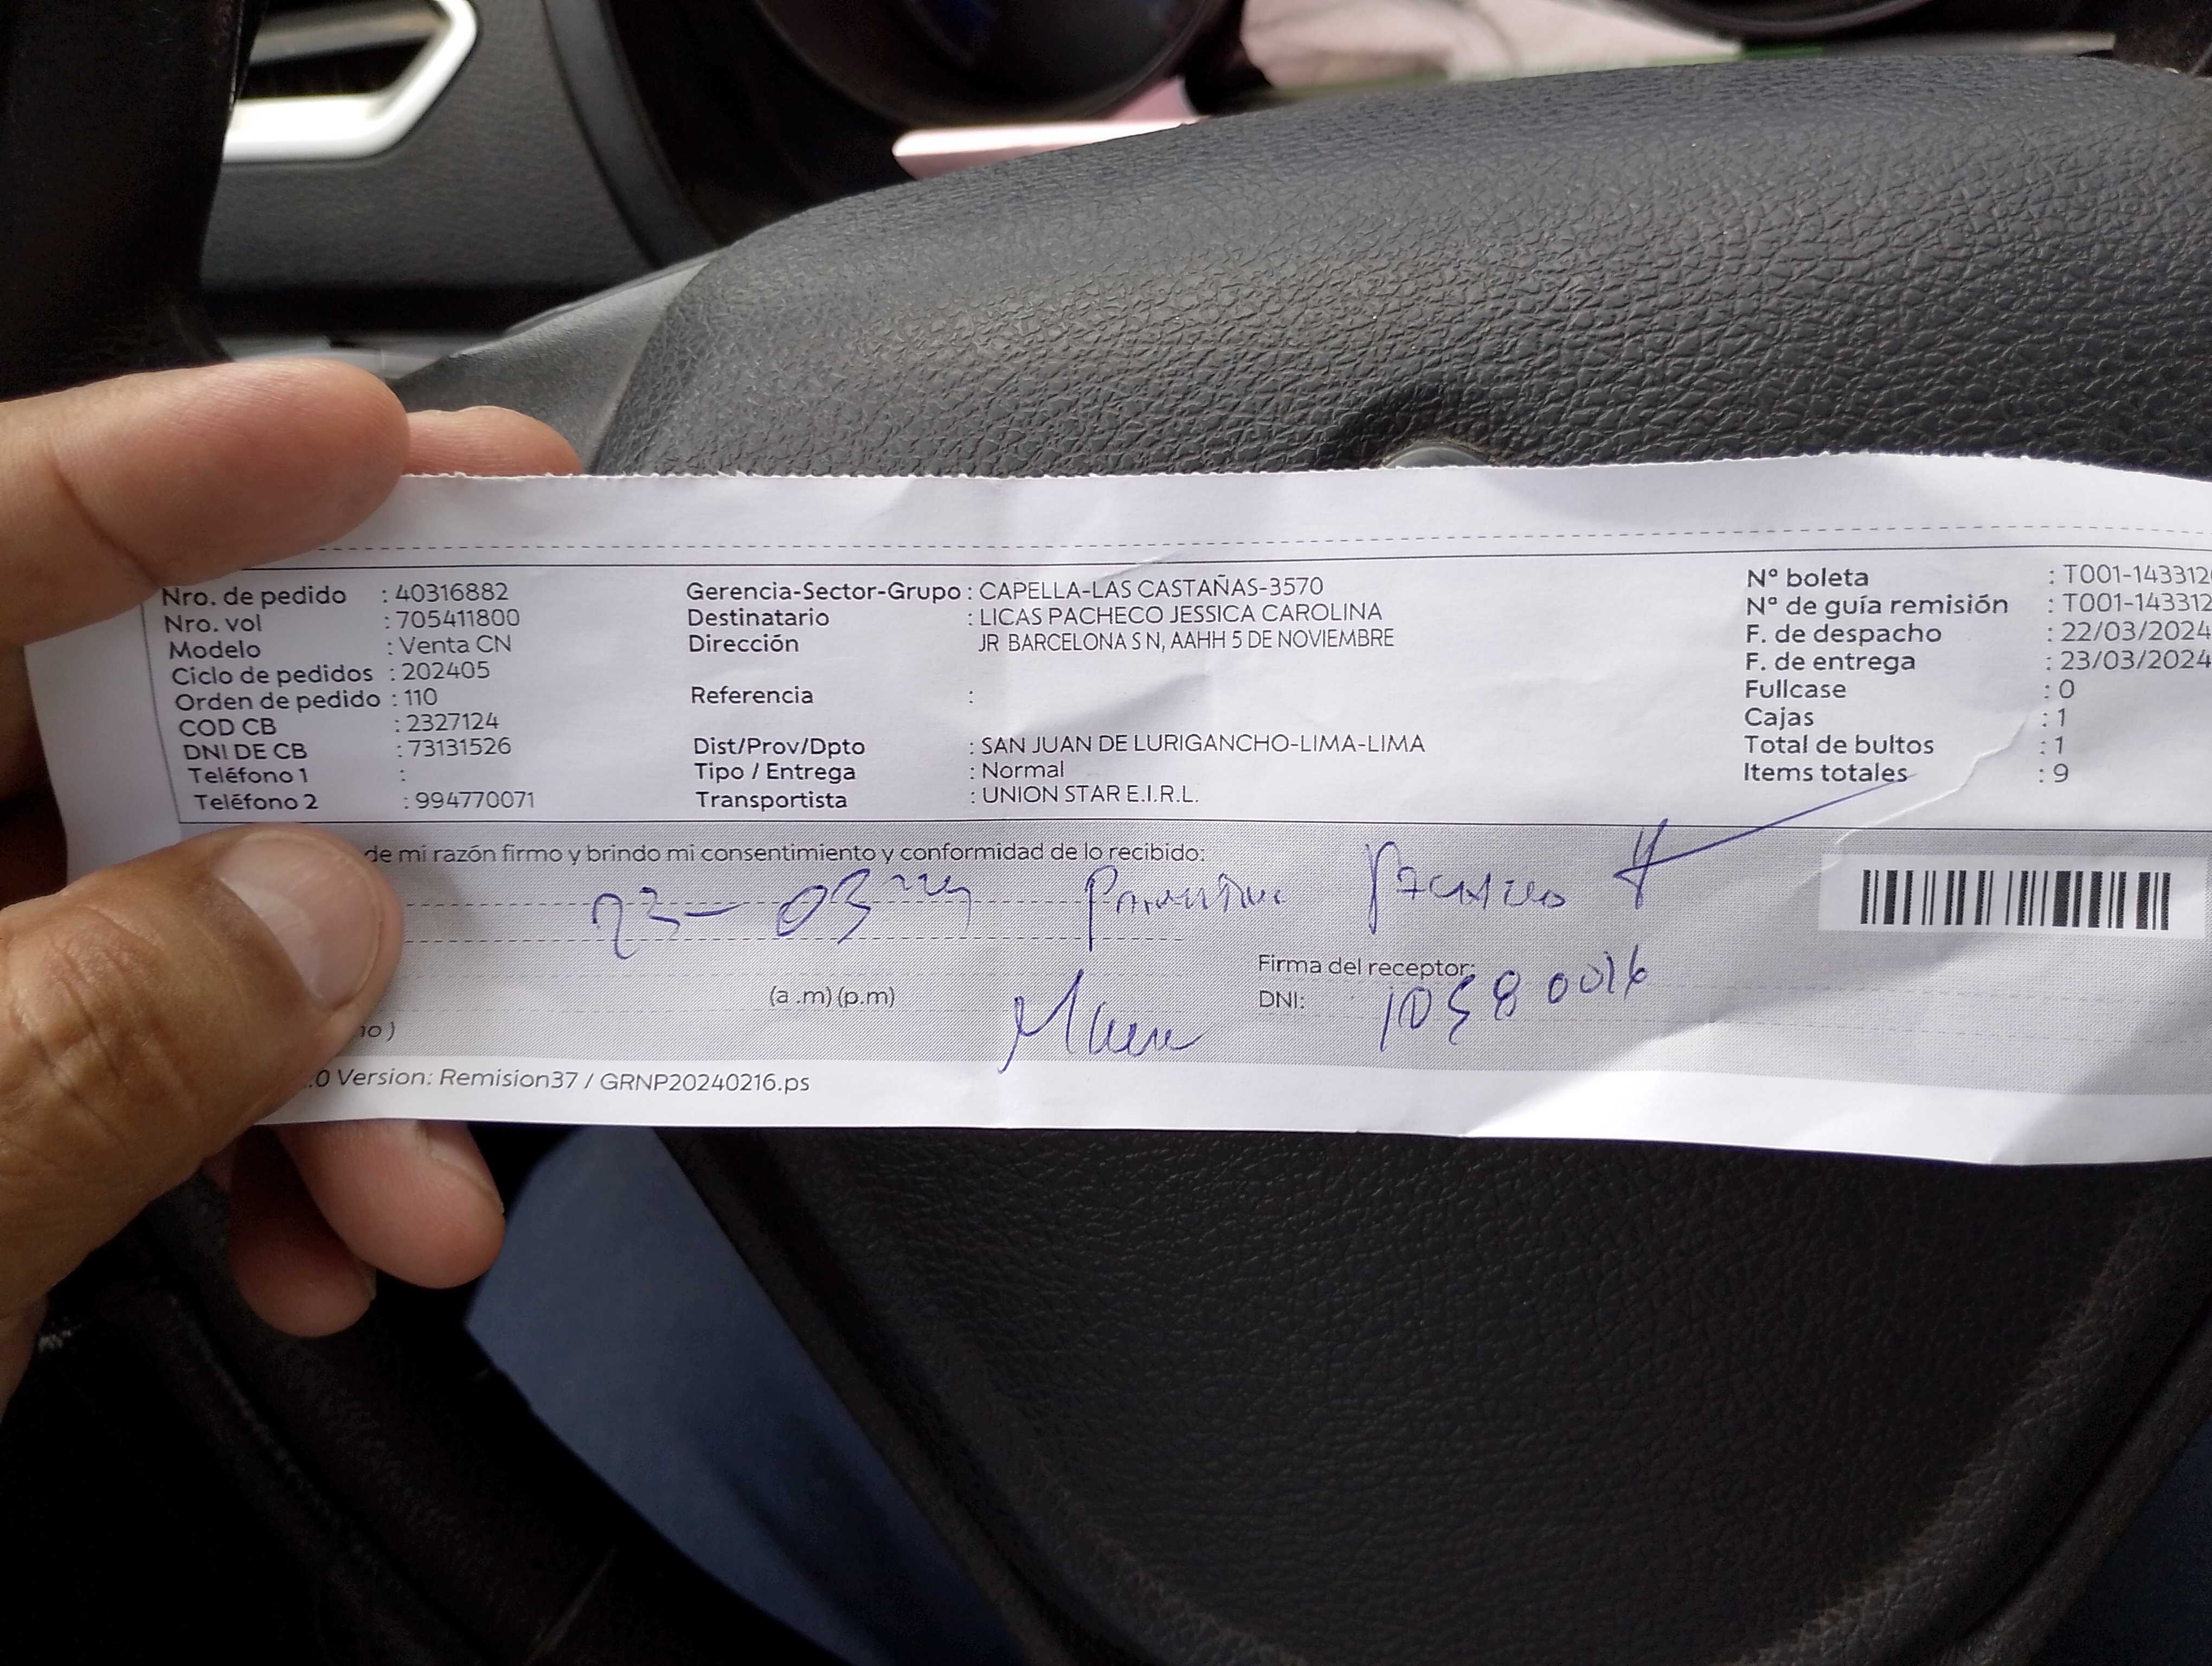 Nro. de pedido : 40316882
Nro. vol : 705411800
Modelo : Venta CN
Ciclo de pedidos : 202405
Orden de pedido : 110
COD CB : 2327124
DNI DE CB : 73131526
Teléfono 1 :
Teléfono 2 : 994770071
Gerencia-Sector-Grupo : CAPELLA-LAS CASTAÑAS-3570
Destinatario : LICAS PACHECO JESSICA CAROLINA
Dirección JR BARCELONA S N, AAHH 5 DE NOVIEMBRE
Referencia :
Dist/Prov/Dpto : SAN JUAN DE LURIGANCHO-LIMA-LIMA
Tipo / Entrega : Normal
Transportista : UNION STAR E.I.R.L.
Nº boleta : T001-143312
Nº de guía remisión : T001-143312
F. de despacho : 22/03/2024
F. de entrega : 23/03/2024
Fullcase : 0
Cajas : 1
Total de bultos : 1
Items totales : 9
de mi razón firmo y brindo mi consentimiento y conformidad de lo recibido:
23-03
Firma del receptor:
(a .m) (p.m)
DNI: 10580016
no )
.0 Version: Remision37 / GRNP20240216.ps